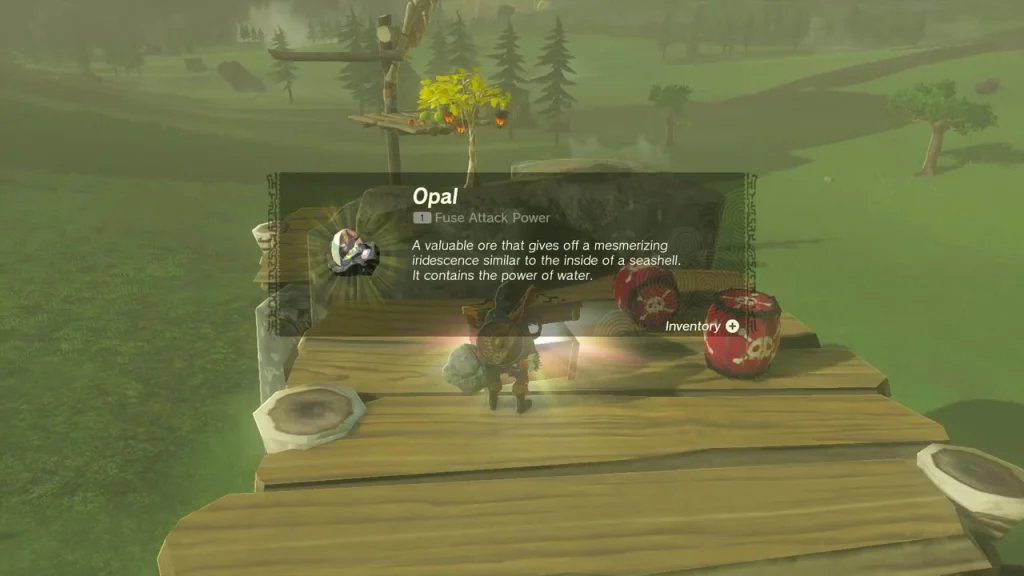 Opal
1 Fuse Attack Power
A valuable ore that gives off a mesmerizing
iridescence similar to the inside of a seashell.
It contains the power of water.
Inventory +